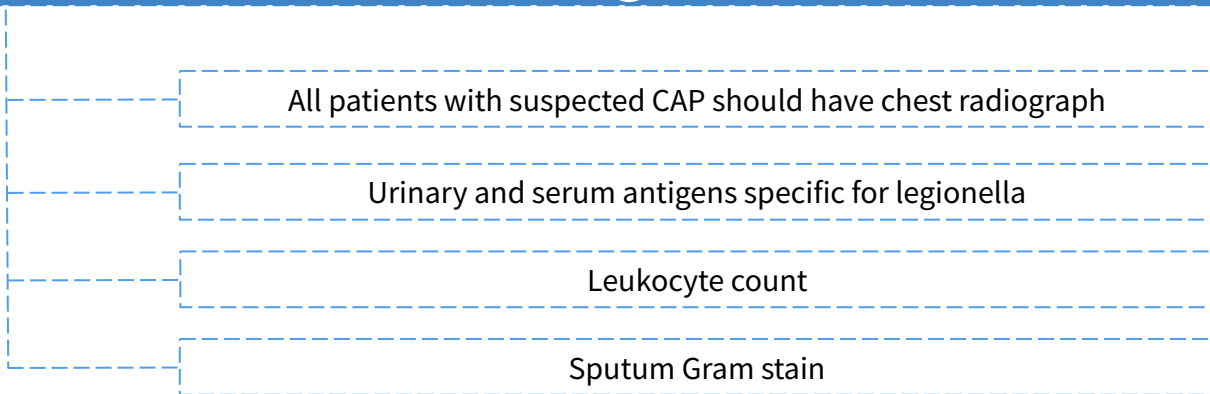 All patients with suspected CAP should have chest radiograph
Urinary and serum antigens specific for legionella
Leukocyte count
Sputum Gram stain